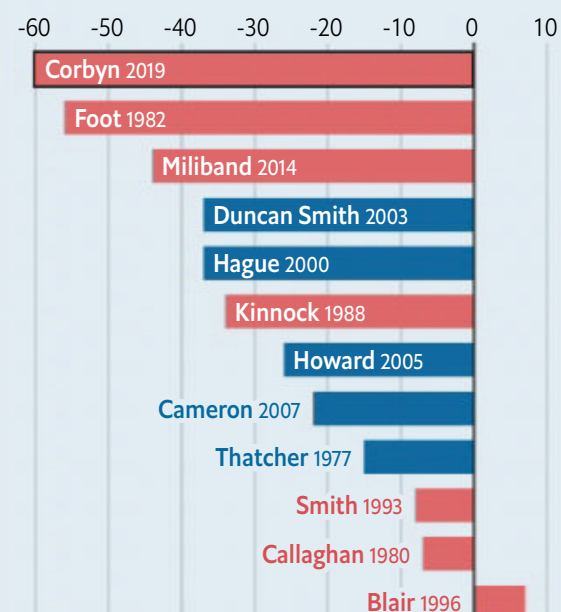 -60 -50 -40 -30 -20 -10 0 10
Corbyn 2019
Foot 1982
Miliband 2014
Duncan Smith 2003
Hague 2000
Kinnock 1988
Howard 2005
Cameron 2007
Thatcher 1977
Smith 1993
Callaghan 1980
Blair 1996